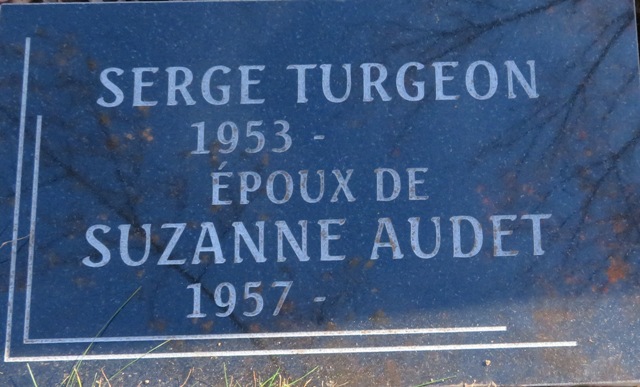 SERGE TURGEON
1953 -
ÉPOUX DE
SUZANNE AUDET
1957 -